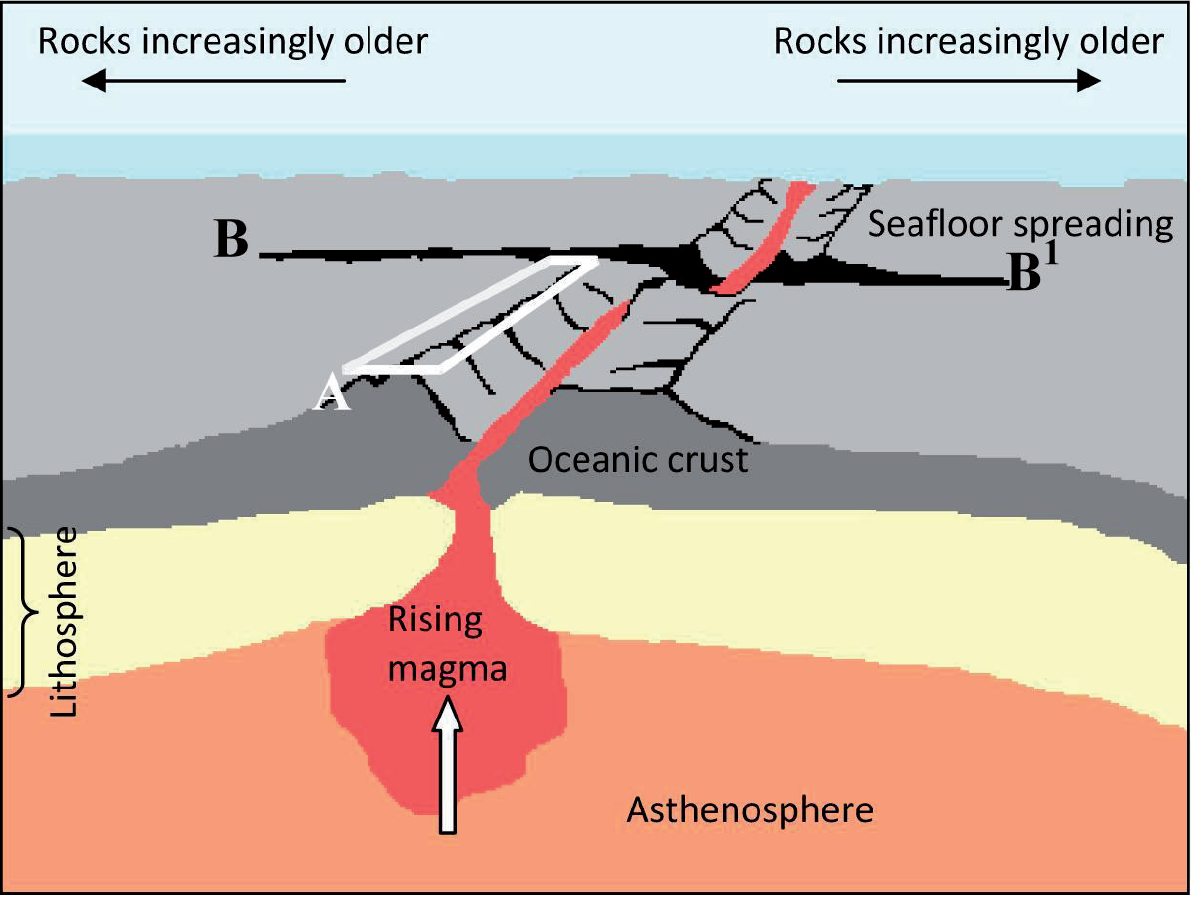 Rocks increasingly older
Rocks increasingly older
Seafloor spreading
B
B¹
A
Oceanic crust
Lithosphere
Rising
magma
Asthenosphere